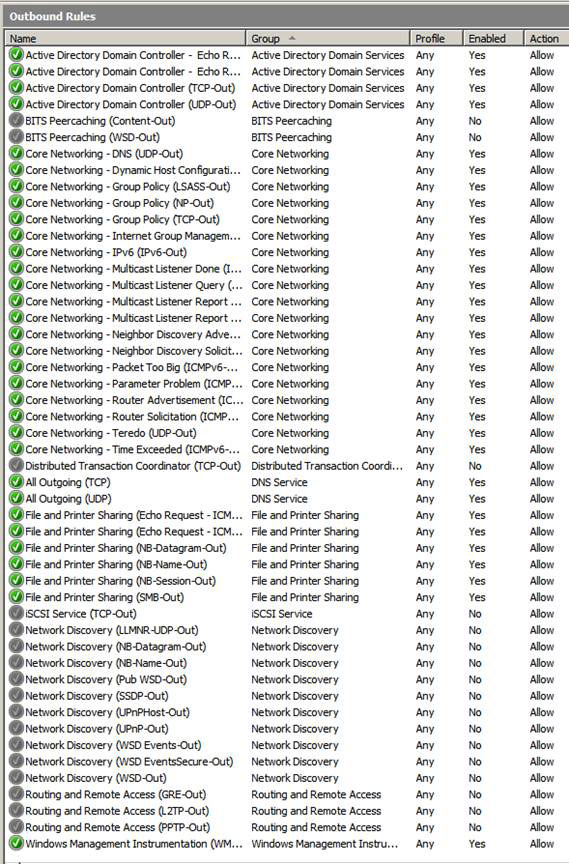 Outbound Rules
Name Group Profile Enabled Action
Active Directory Domain Controller - Echo R... Active Directory Domain Services Any Yes Allow
Active Directory Domain Controller - Echo R... Active Directory Domain Services Any Yes Allow
Active Directory Domain Controller (TCP-Out) Active Directory Domain Services Any Yes Allow
Active Directory Domain Controller (UDP-Out) Active Directory Domain Services Any Yes Allow
BITS Peercaching (Content-Out) BITS Peercaching Any No Allow
BITS Peercaching (WSD-Out) BITS Peercaching Any No Allow
Core Networking - DNS (UDP-Out) Core Networking Any Yes Allow
Core Networking - Dynamic Host Configurati... Core Networking Any Yes Allow
Core Networking - Group Policy (LSASS-Out) Core Networking Any Yes Allow
Core Networking - Group Policy (NP-Out) Core Networking Any Yes Allow
Core Networking - Group Policy (TCP-Out) Core Networking Any Yes Allow
Core Networking - Internet Group Managem... Core Networking Any Yes Allow
Core Networking - IPv6 (IPv6-Out) Core Networking Any Yes Allow
Core Networking - Multicast Listener Done (I... Core Networking Any Yes Allow
Core Networking - Multicast Listener Query (... Core Networking Any Yes Allow
Core Networking - Multicast Listener Report ... Core Networking Any Yes Allow
Core Networking - Multicast Listener Report ... Core Networking Any Yes Allow
Core Networking - Neighbor Discovery Adve... Core Networking Any Yes Allow
Core Networking - Neighbor Discovery Solicit... Core Networking Any Yes Allow
Core Networking - Packet Too Big (ICMPv6-... Core Networking Any Yes Allow
Core Networking - Parameter Problem (ICMP... Core Networking Any Yes Allow
Core Networking - Router Advertisement (IC... Core Networking Any Yes Allow
Core Networking - Router Solicitation (ICMP... Core Networking Any Yes Allow
Core Networking - Teredo (UDP-Out) Core Networking Any Yes Allow
Core Networking - Time Exceeded (ICMPv6-... Core Networking Any Yes Allow
Distributed Transaction Coordinator (TCP-Out) Distributed Transaction Coordi... Any No Allow
All Outgoing (TCP) DNS Service Any Yes Allow
All Outgoing (UDP) DNS Service Any Yes Allow
File and Printer Sharing (Echo Request - ICM... File and Printer Sharing Any Yes Allow
File and Printer Sharing (Echo Request - ICM... File and Printer Sharing Any Yes Allow
File and Printer Sharing (NB-Datagram-Out) File and Printer Sharing Any Yes Allow
File and Printer Sharing (NB-Name-Out) File and Printer Sharing Any Yes Allow
File and Printer Sharing (NB-Session-Out) File and Printer Sharing Any Yes Allow
File and Printer Sharing (SMB-Out) File and Printer Sharing Any Yes Allow
iSCSI Service (TCP-Out) iSCSI Service Any No Allow
Network Discovery (LLMNR-UDP-Out) Network Discovery Any No Allow
Network Discovery (NB-Datagram-Out) Network Discovery Any No Allow
Network Discovery (NB-Name-Out) Network Discovery Any No Allow
Network Discovery (Pub WSD-Out) Network Discovery Any No Allow
Network Discovery (SSDP-Out) Network Discovery Any No Allow
Network Discovery (UPnPHost-Out) Network Discovery Any No Allow
Network Discovery (UPnP-Out) Network Discovery Any No Allow
Network Discovery (WSD Events-Out) Network Discovery Any No Allow
Network Discovery (WSD EventsSecure-Out) Network Discovery Any No Allow
Network Discovery (WSD-Out) Network Discovery Any No Allow
Routing and Remote Access (GRE-Out) Routing and Remote Access Any No Allow
Routing and Remote Access (L2TP-Out) Routing and Remote Access Any No Allow
Routing and Remote Access (PPTP-Out) Routing and Remote Access Any No Allow
Windows Management Instrumentation (WM... Windows Management Instru... Any Yes Allow